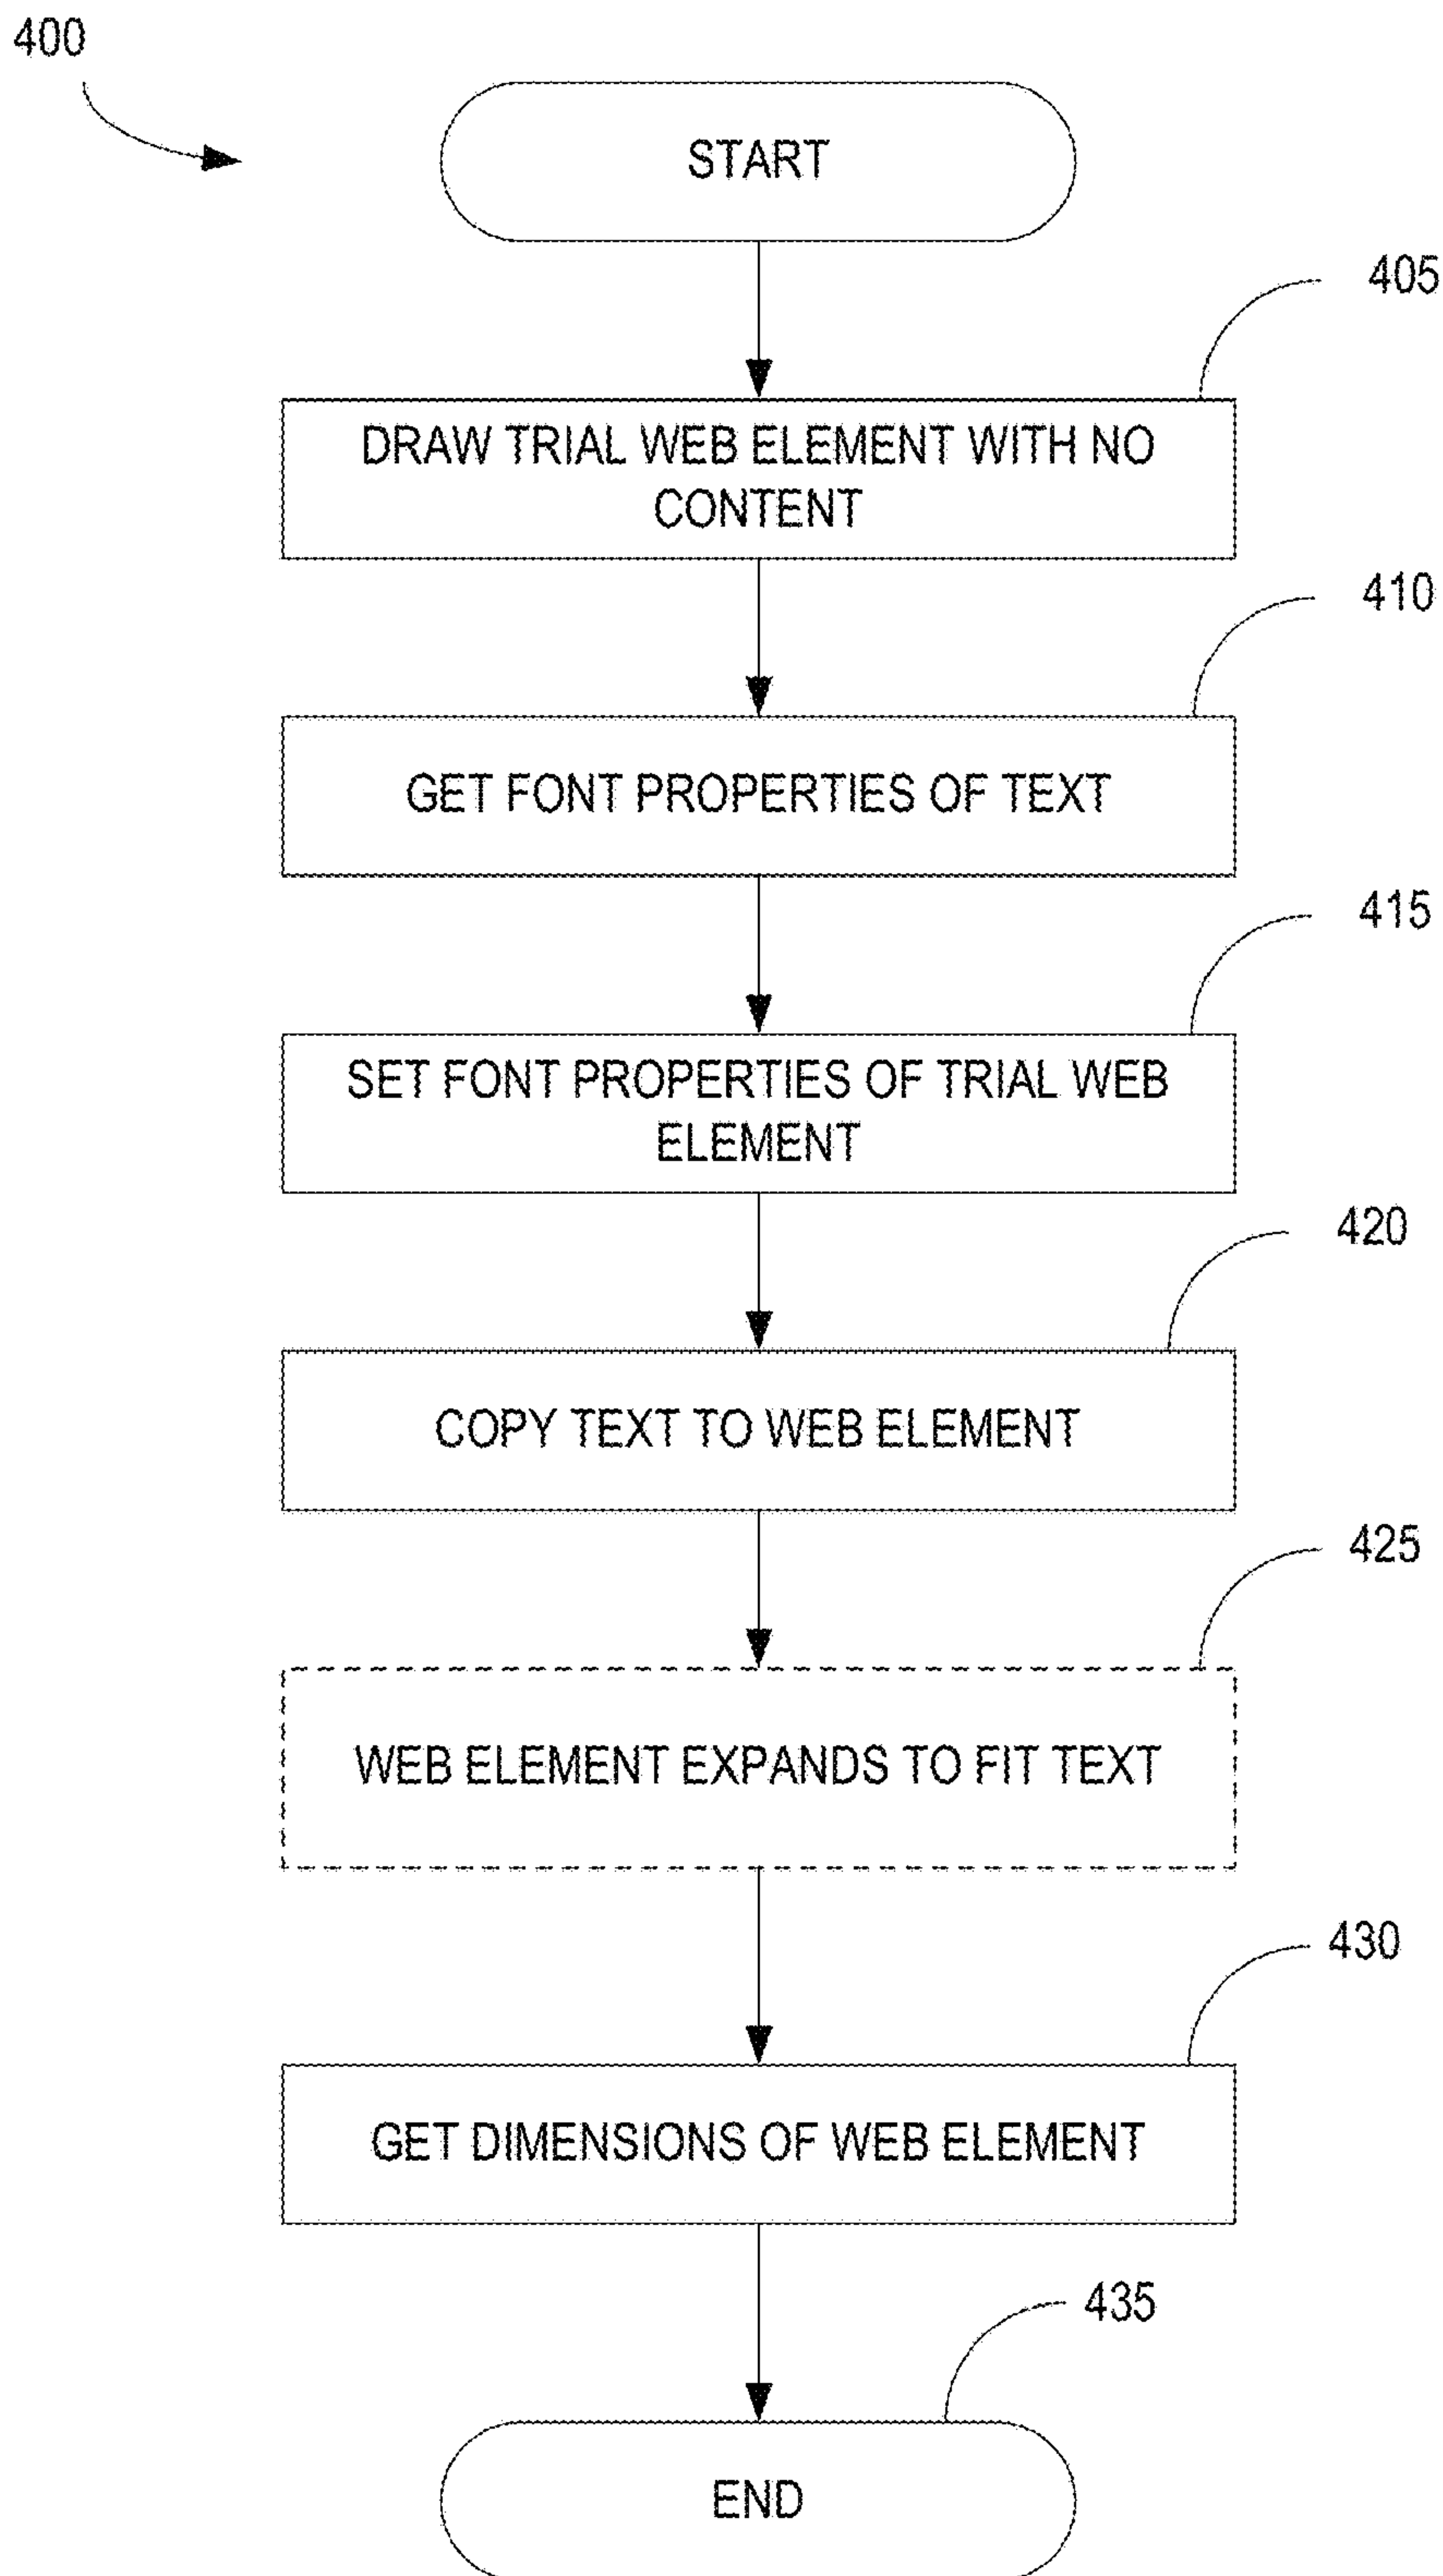 400
START
405
DRAW TRIAL WEB ELEMENT WITH NO
CONTENT
410
GET FONT PROPERTIES OF TEXT
415
SET FONT PROPERTIES OF TRIAL WEB
ELEMENT
420
COPY TEXT TO WEB ELEMENT
425
WEB ELEMENT EXPANDS TO FIT TEXT
430
GET DIMENSIONS OF WEB ELEMENT
435
END